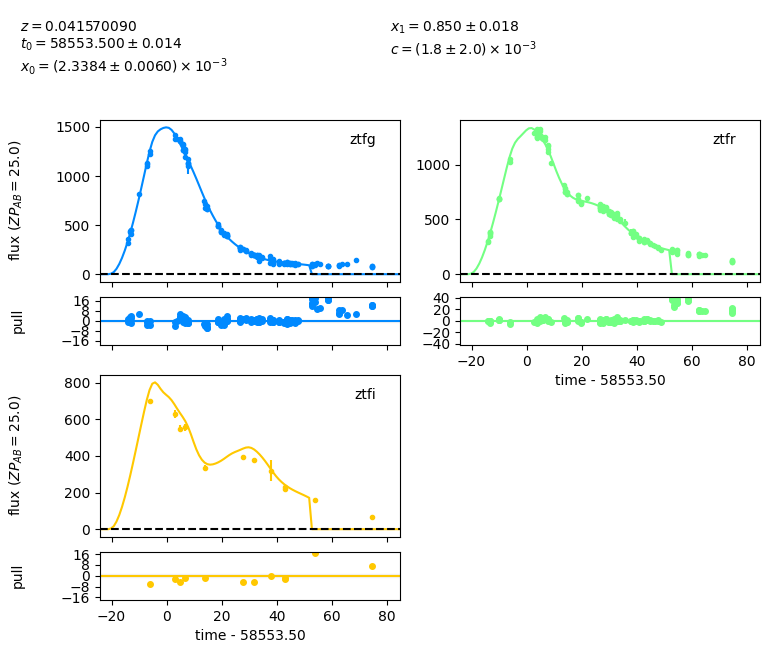 z = 0.041570090
t₀ = 58553.500 ± 0.014
x₀ = (2.3384 ± 0.0060) × 10⁻³
x₁ = 0.850 ± 0.018
c = (1.8 ± 2.0) × 10⁻³
flux (ZP_AB = 25.0)
1500
1000
500
0
ztfg
1000
500
0
ztfr
pull
16
8
0
−8
−16
40
20
0
−20
−40
−20 0 20 40 60 80
time - 58553.50
flux (ZP_AB = 25.0)
800
600
400
200
0
ztfi
pull
16
8
0
−8
−16
−20 0 20 40 60 80
time - 58553.50